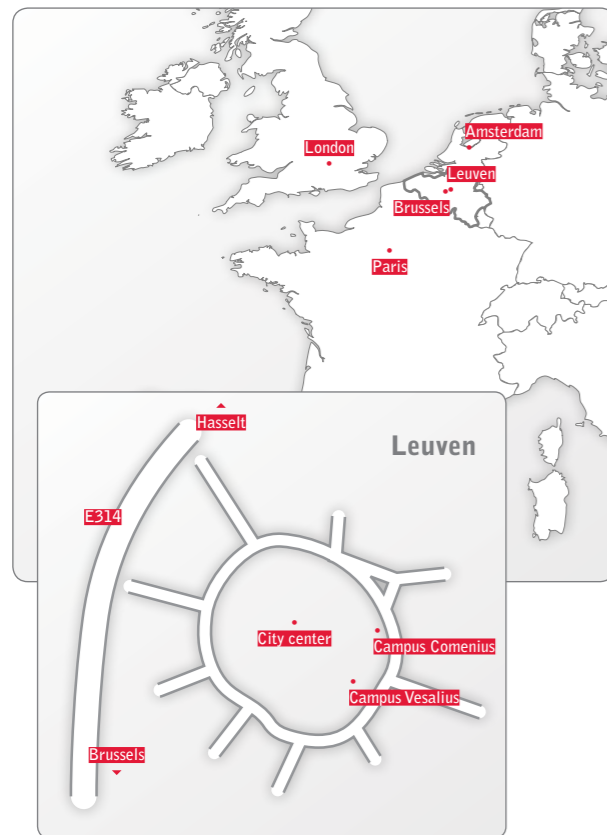 London
Amsterdam
Leuven
Brussels
Paris
Hasselt
Leuven
E314
City center
Campus Comenius
Campus Vesalius
Brussels